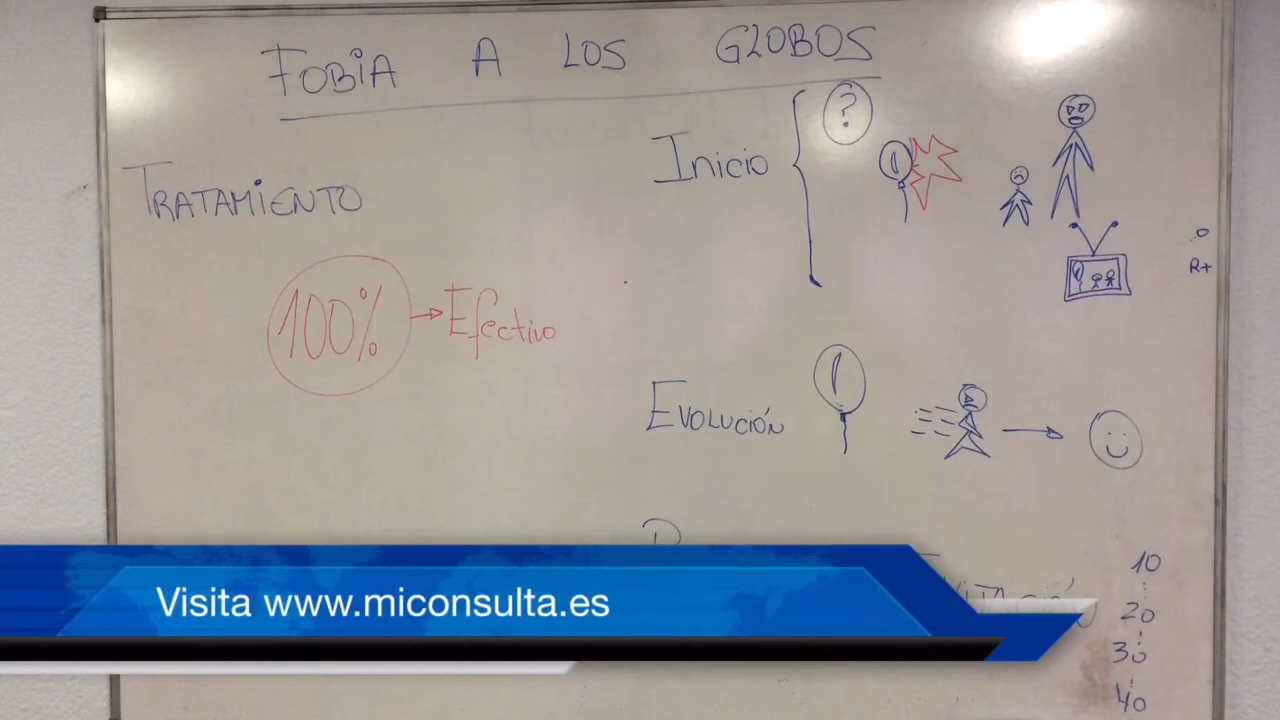 FOBIA A LOS GLOBOS
TRATAMIENTO
100% Efectivo
Inicio
?
R+
EVOLUCIÓN
10
20
30
40
Visita www.miconsulta.es